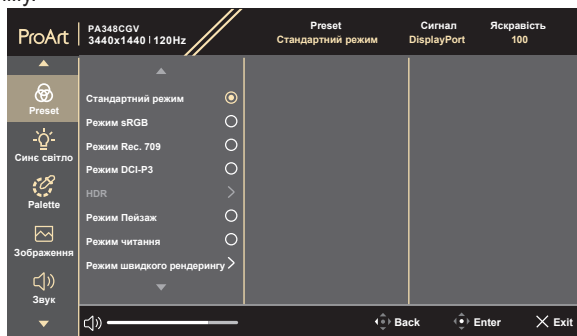 ProArt
PA348CGV
3440x1440 120Hz
Preset
Стандартний режим
Сигнал
DisplayPort
Яскравість
100
Preset
Синє світло
Palette
Зображення
Звук
Стандартний режим
Режим sRGB
Режим Rec. 709
Режим DCI-P3
HDR
Режим Пейзаж
Режим читання
Режим швидкого рендерингу
Back
Enter
Exit